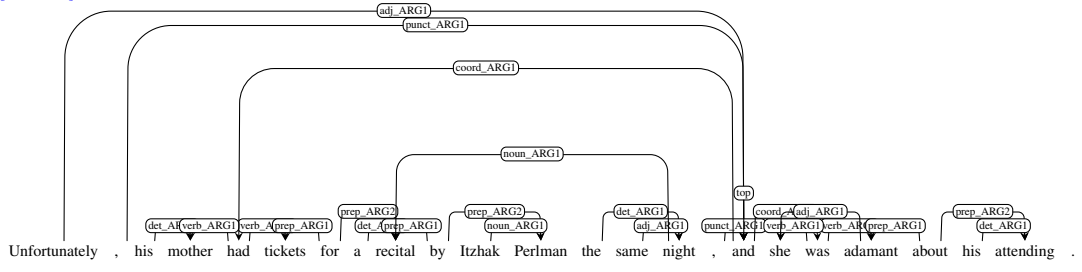 adj_ARG1
punct_ARG1
coord_ARG1
noun_ARG1
top
prep_ARG2 prep_ARG2 det_ARG1 adj_ARG1 prep_ARG2
verb_ARG1 prep_ARG1 prep_ARG1 noun_ARG1 adj_ARG1 punct_ARG1 verb_ARG1 prep_ARG1 det_ARG1
Unfortunately , his mother had tickets for a recital by Itzhak Perlman the same night , and she was adamant about his attending .